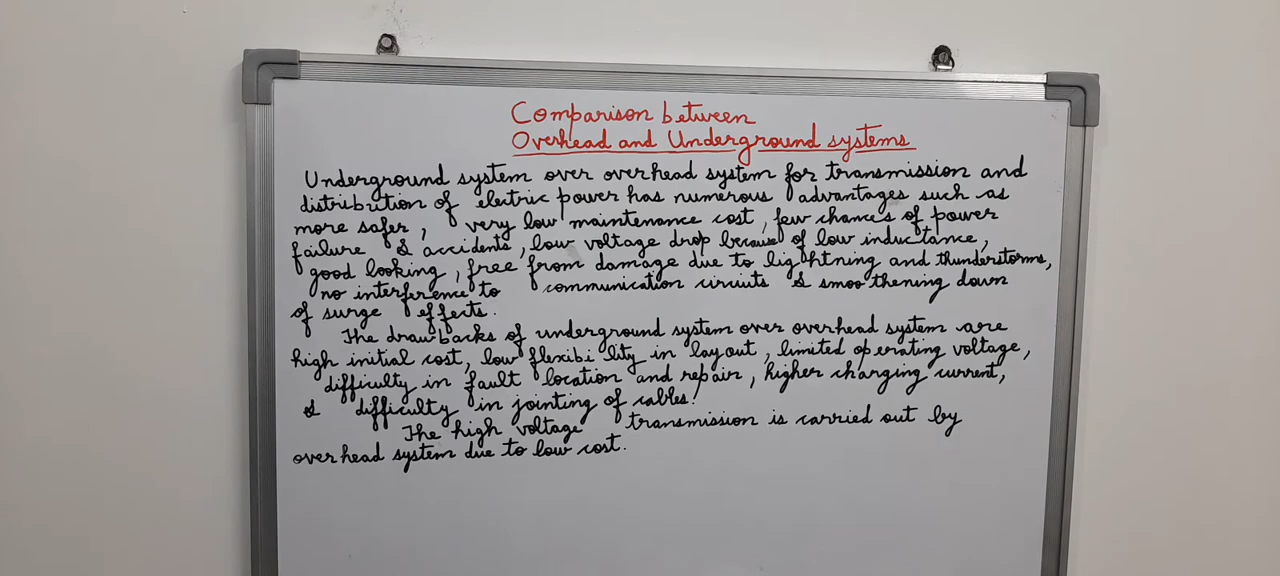 Comparison between
Overhead and Underground systems
Underground system over overhead system for transmission and
distribution of electric power has numerous advantages such as
more safer, very low maintenance cost, few chances of power
failure & accidents, low voltage drop because of low inductance,
good looking, free from damage due to lightning and thunderstorms,
no interference to communication circuits & smoothening down
of surge effects.
The drawbacks of underground system over overhead system are
high initial cost, low flexibility in layout, limited operating voltage,
difficulty in fault location and repair, higher charging current,
& difficulty in jointing of cables.
The high voltage transmission is carried out by
overhead system due to low cost.